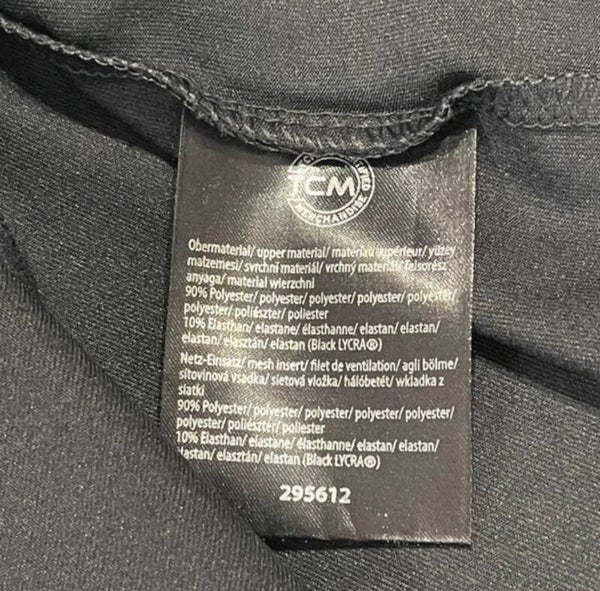 TCM
MERCHANDISE
Obermaterial/ upper material/ matériau supérieur/ yüzey
malzemesi/ svrchní materiál/ vrchný materiál/ felsőrész
anyaga/ material wierzchni
90% Polyester/ polyester/ polyester/ polyester/ polyester/
polyester/ poliészter/ poliester
10% Elasthan/ elastane/ élasthanne/ elastan/ elastan/
elastan/ elasztán/ elastan (Black LYCRA®)
Netz-Einsatz/ mesh insert/ filet de ventilation/ agli bölme/
síťovinová vsadka/ sietová vložka/ hálóbetét/ wkladka z
siatki
90% Polyester/ polyester/ polyester/ polyester/ polyester/
polyester/ poliészter/ poliester
10% Elasthan/ elastane/ élasthanne/ elastan/ elastan/
elastan/ elasztán/ elastan (Black LYCRA®)
295612